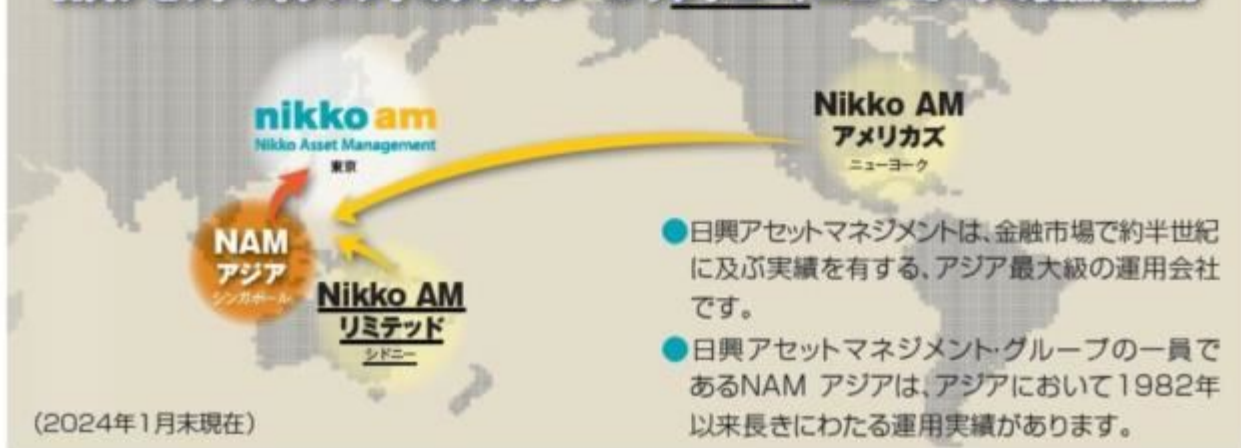 nikko am
Nikko Asset Management
東京
Nikko AM
アメリカズ
ニューヨーク
NAM
アジア
シンガポール
Nikko AM
リミテッド
シドニー
●日興アセットマネジメントは、金融市場で約半世紀
に及ぶ実績を有する、アジア最大級の運用会社
です。
●日興アセットマネジメント・グループの一員で
あるNAM アジアは、アジアにおいて1982年
以来長きにわたる運用実績があります。
(2024年1月末現在)